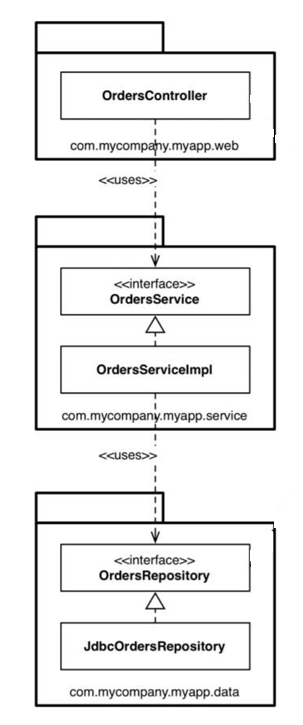 OrdersController
com.mycompany.myapp.web
<<uses>>
<<interface>>
OrdersService
OrdersServiceImpl
com.mycompany.myapp.service
<<uses>>
<<interface>>
OrdersRepository
JdbcOrdersRepository
com.mycompany.myapp.data